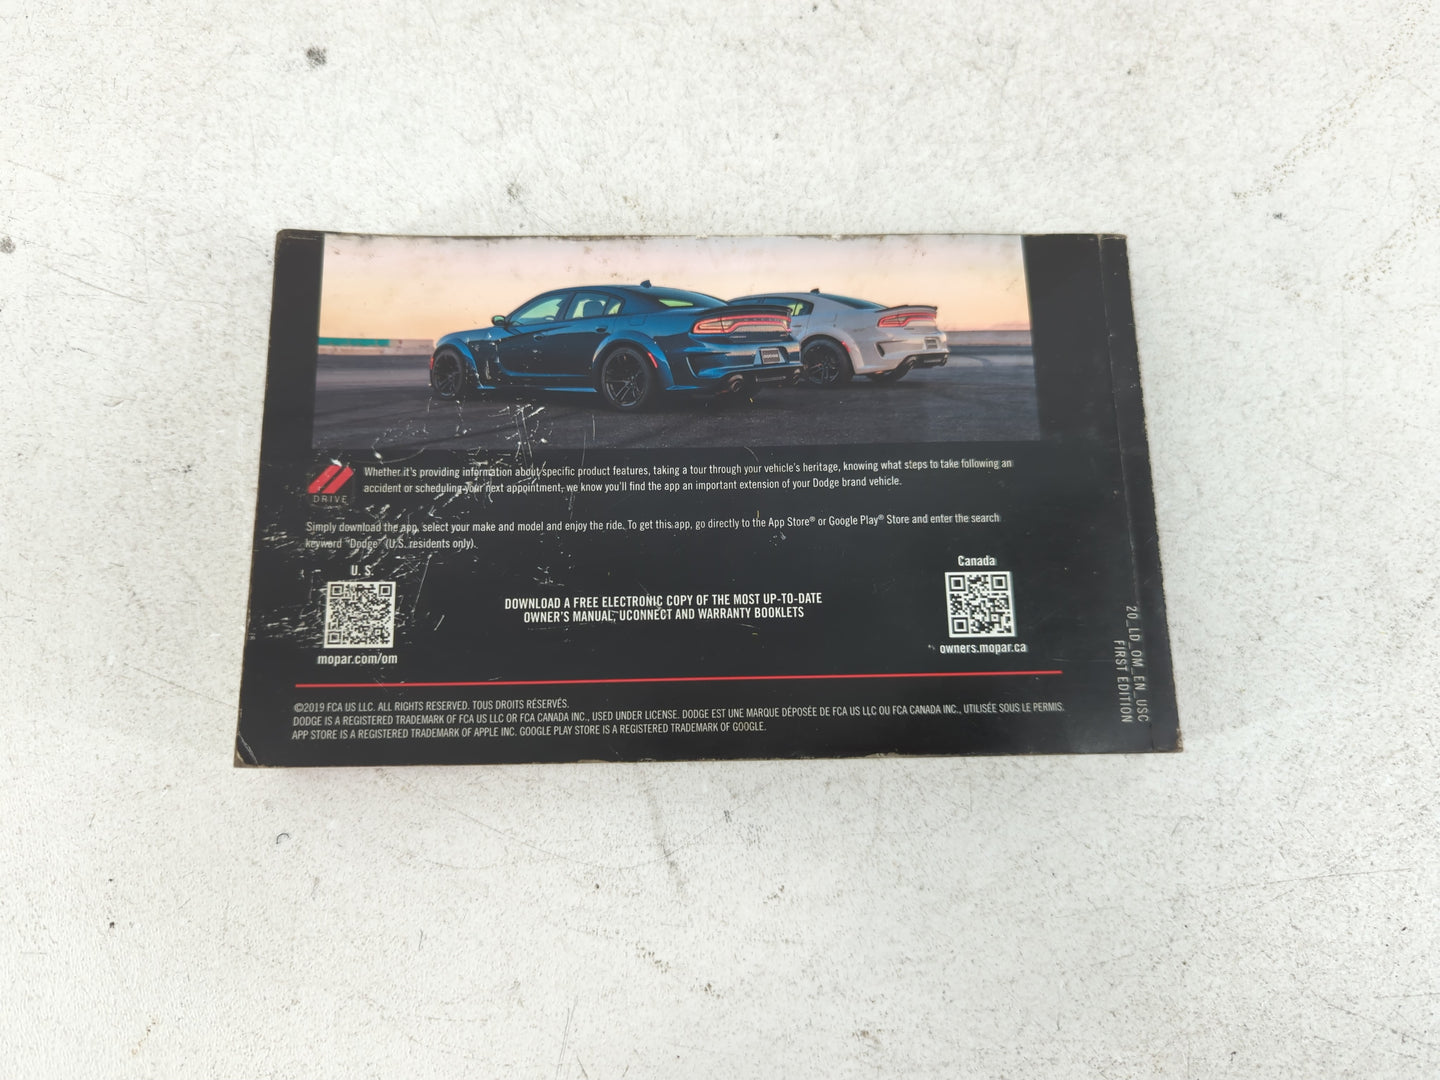 DRIVE
Whether it's providing information about specific product features, taking a tour through your vehicle's heritage, knowing what steps to take following an
accident or scheduling your next appointment, we know you'll find the app an important extension of your Dodge brand vehicle.
Simply download the app, select your make and model and enjoy the ride. To get this app, go directly to the App Store® or Google Play® Store and enter the search
keyword "Dodge" (U.S. residents only).
U. S.
mopar.com/om
DOWNLOAD A FREE ELECTRONIC COPY OF THE MOST UP-TO-DATE
OWNER'S MANUAL, UCONNECT AND WARRANTY BOOKLETS
Canada
owners.mopar.ca
©2019 FCA US LLC. ALL RIGHTS RESERVED. TOUS DROITS RÉSERVÉS.
DODGE IS A REGISTERED TRADEMARK OF FCA US LLC OR FCA CANADA INC., USED UNDER LICENSE. DODGE EST UNE MARQUE DÉPOSÉE DE FCA US LLC OU FCA CANADA INC., UTILISÉE SOUS LE PERMIS.
APP STORE IS A REGISTERED TRADEMARK OF APPLE INC. GOOGLE PLAY STORE IS A REGISTERED TRADEMARK OF GOOGLE.
20_LD_OM_EN_USC
FIRST EDITION